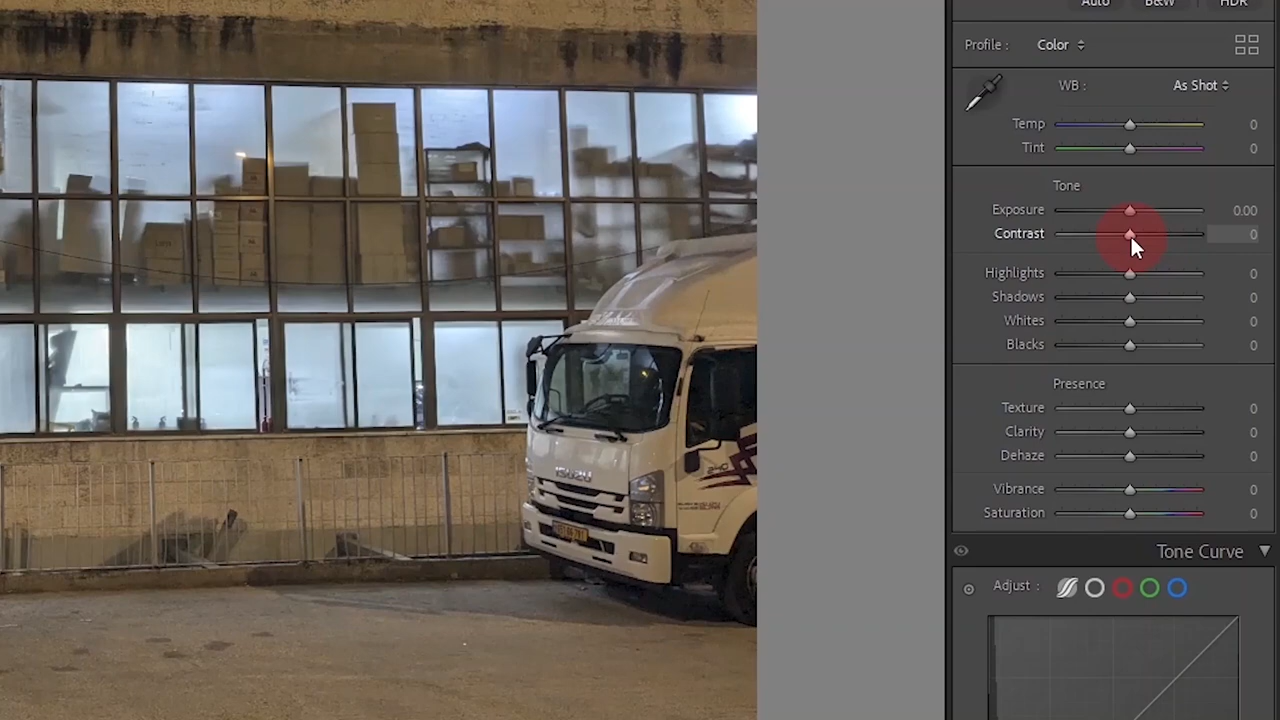 Auto B&W HDR
Profile : Color
WB : As Shot
Temp 0
Tint 0
Tone
Exposure 0.00
Contrast 0
Highlights 0
Shadows 0
Whites 0
Blacks 0
Presence
Texture 0
Clarity 0
Dehaze 0
Vibrance 0
Saturation 0
Tone Curve
Adjust :
ISUZU